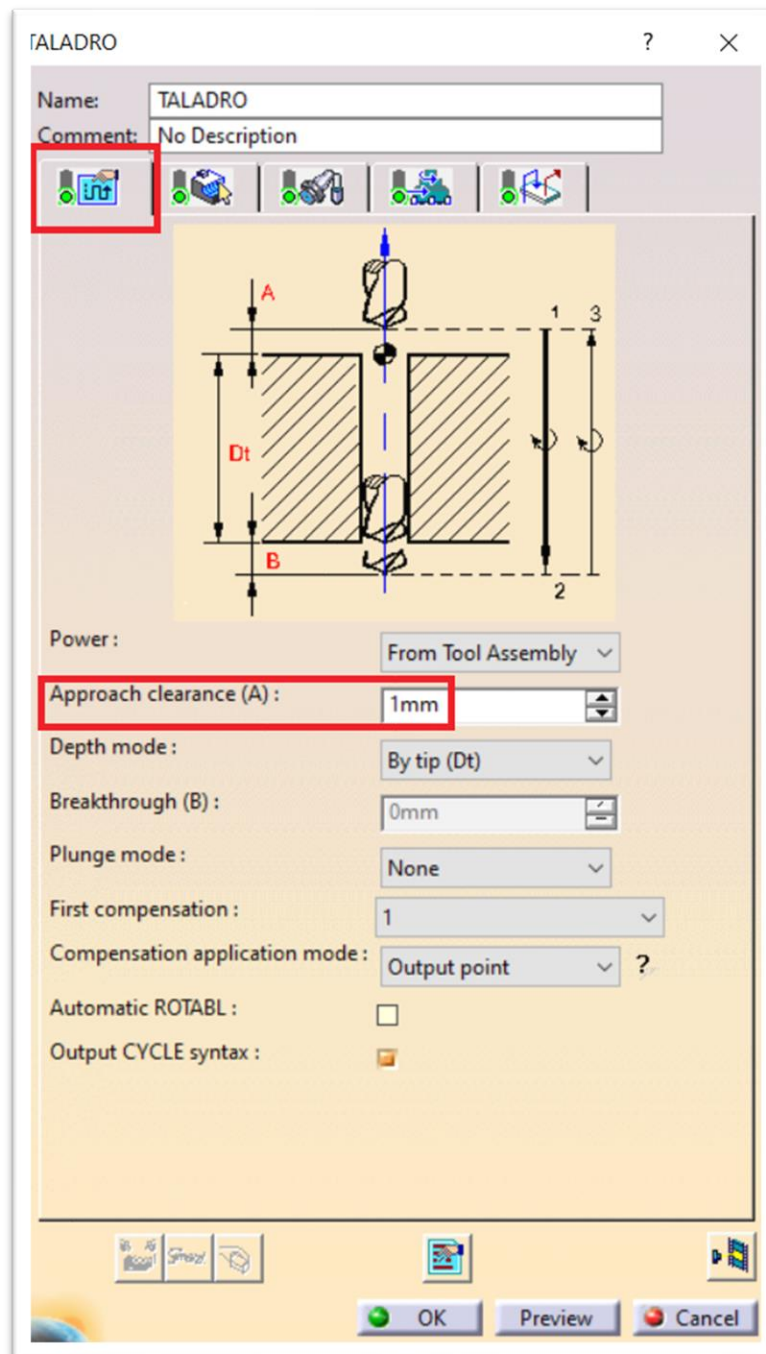 TALADRO ?
Name: TALADRO
Comment: No Description
A
1 3
Dt
B
2
Power : From Tool Assembly
Approach clearance (A) : 1mm
Depth mode : By tip (Dt)
Breakthrough (B) : 0mm
Plunge mode : None
First compensation : 1
Compensation application mode : Output point ?
Automatic ROTABL :
Output CYCLE syntax :
OK Preview Cancel